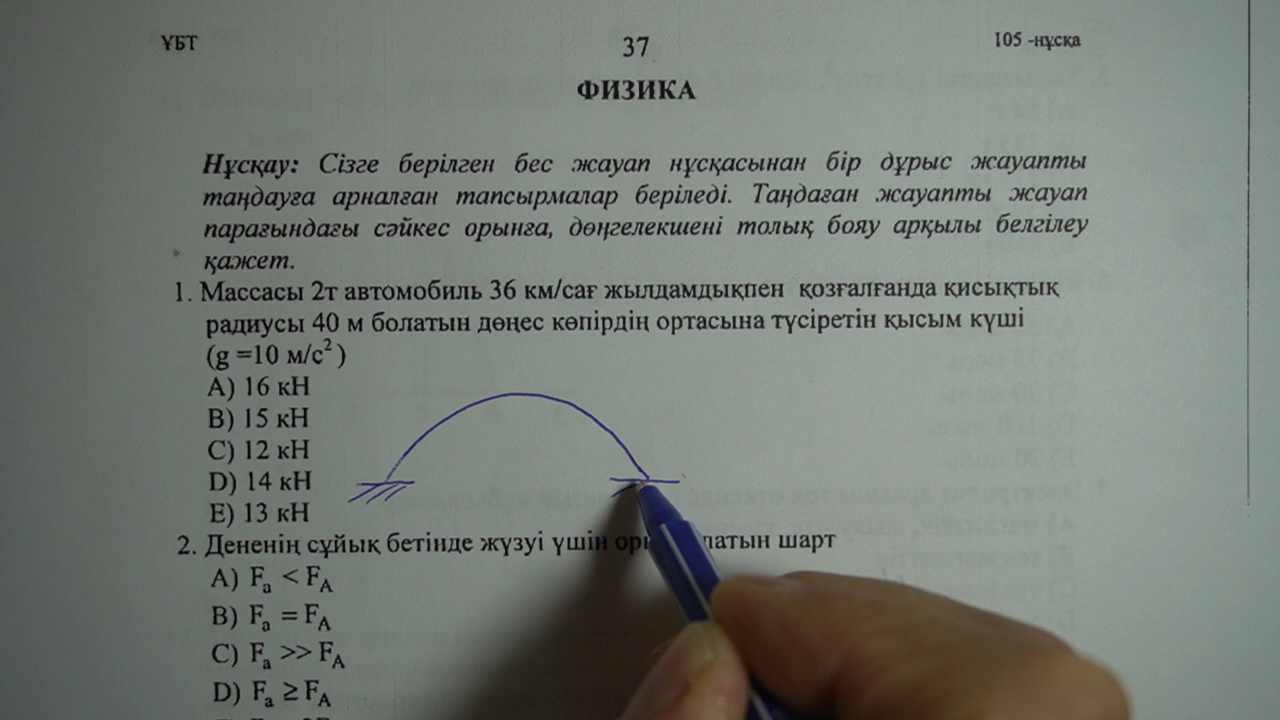 ҰБТ
37
105 -нұсқа
ФИЗИКА
Нұсқау: Сізге берілген бес жауап нұсқасынан бір дұрыс жауапты
таңдауға арналған тапсырмалар беріледі. Таңдаған жауапты жауап
парағындағы сәйкес орынға, дөңгелекшені толық бояу арқылы белгілеу
қажет.
1. Массасы 2т автомобиль 36 км/сағ жылдамдықпен қозғалғанда қисықтық
радиусы 40 м болатын дөңес көпірдің ортасына түсіретін қысым күші
(g =10 м/с²)
A) 16 кН
B) 15 кН
C) 12 кН
D) 14 кН
E) 13 кН
2. Дененің сұйық бетінде жүзуі үшін шарт
A) Fₐ < F_A
B) Fₐ = F_A
C) Fₐ >> F_A
D) Fₐ ≥ F_A